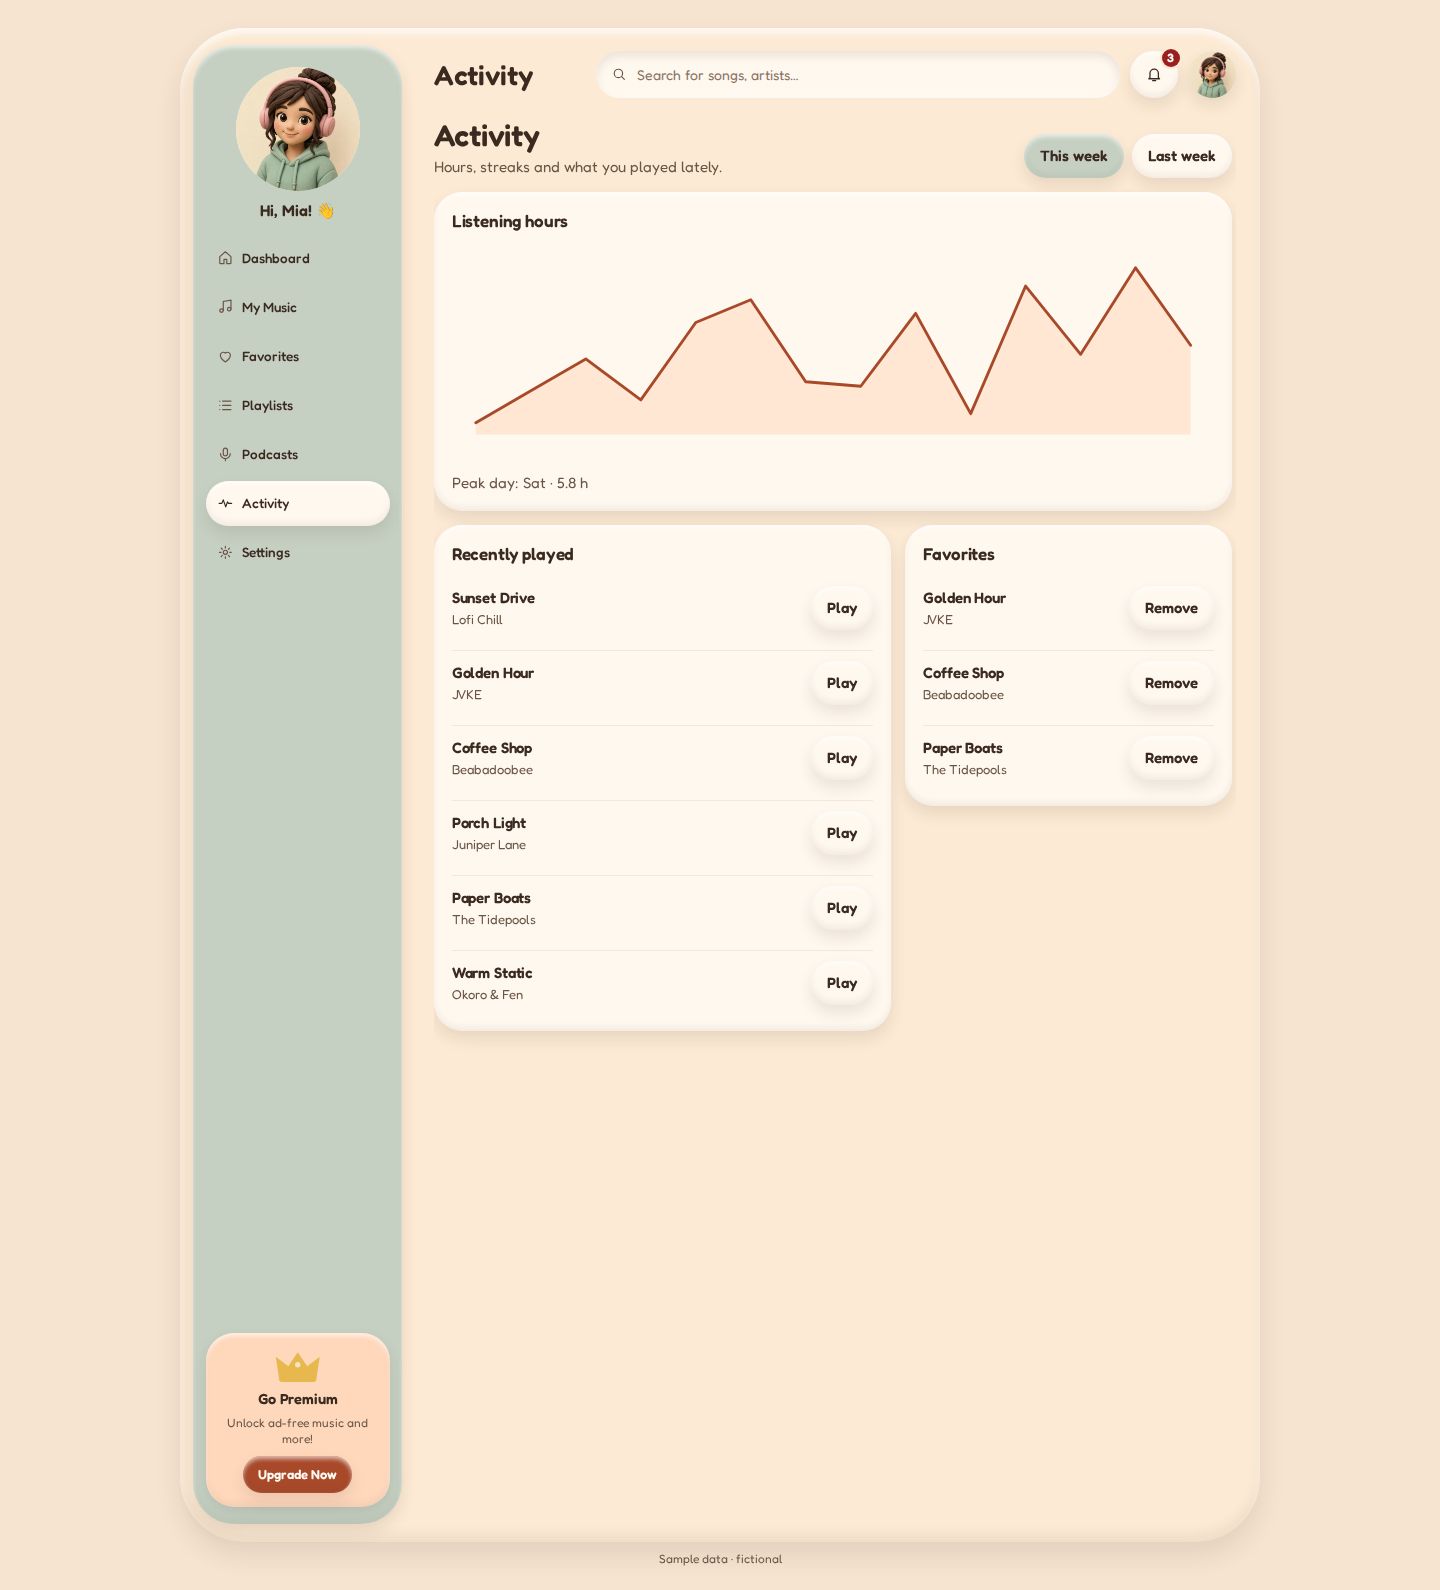 Hi, Mia! 👋
Dashboard
My Music
Favorites
Playlists
Podcasts
Activity
Settings
Go Premium
Unlock ad-free music and
more!
Upgrade Now
Activity
Search for songs, artists...
3
Activity
Hours, streaks and what you played lately.
This week
Last week
Listening hours
Peak day: Sat · 5.8 h
Recently played
Sunset Drive
Lofi Chill
Play
Golden Hour
JVKE
Play
Coffee Shop
Beabadoobee
Play
Porch Light
Juniper Lane
Play
Paper Boats
The Tidepools
Play
Warm Static
Okoro & Fen
Play
Favorites
Golden Hour
JVKE
Remove
Coffee Shop
Beabadoobee
Remove
Paper Boats
The Tidepools
Remove
Sample data · fictional